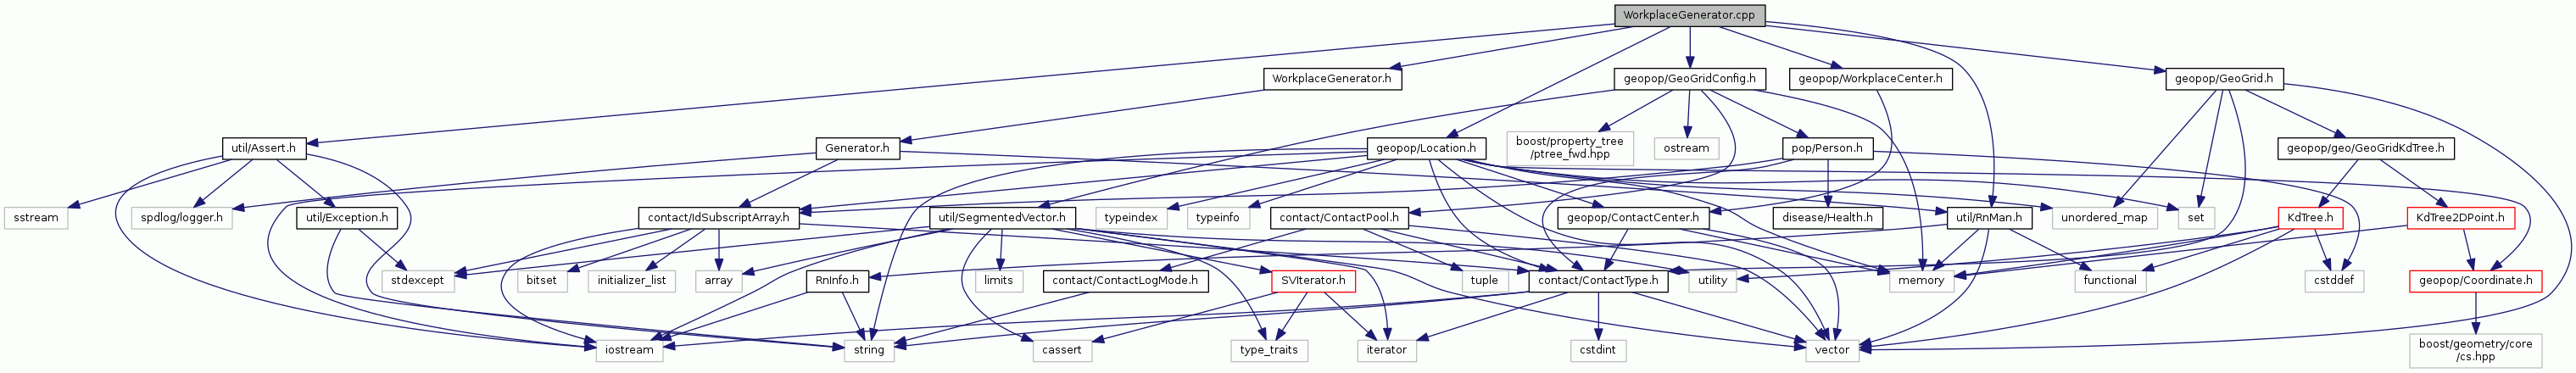 WorkplaceGenerator.cpp
WorkplaceGenerator.h
geopop/GeoGridConfig.h
geopop/WorkplaceCenter.h
geopop/GeoGrid.h
util/Assert.h
Generator.h
geopop/Location.h
boost/property_tree
/ptree_fwd.hpp
ostream
pop/Person.h
geopop/geo/GeoGridKdTree.h
sstream
spdlog/logger.h
util/Exception.h
contact/IdSubscriptArray.h
util/SegmentedVector.h
typeindex
typeinfo
contact/ContactPool.h
geopop/ContactCenter.h
disease/Health.h
util/RnMan.h
unordered_map
set
KdTree.h
KdTree2DPoint.h
stdexcept
bitset
initializer_list
array
RnInfo.h
limits
contact/ContactLogMode.h
SVIterator.h
tuple
contact/ContactType.h
utility
memory
functional
cstddef
geopop/Coordinate.h
iostream
string
cassert
type_traits
iterator
cstdint
vector
boost/geometry/core
/cs.hpp